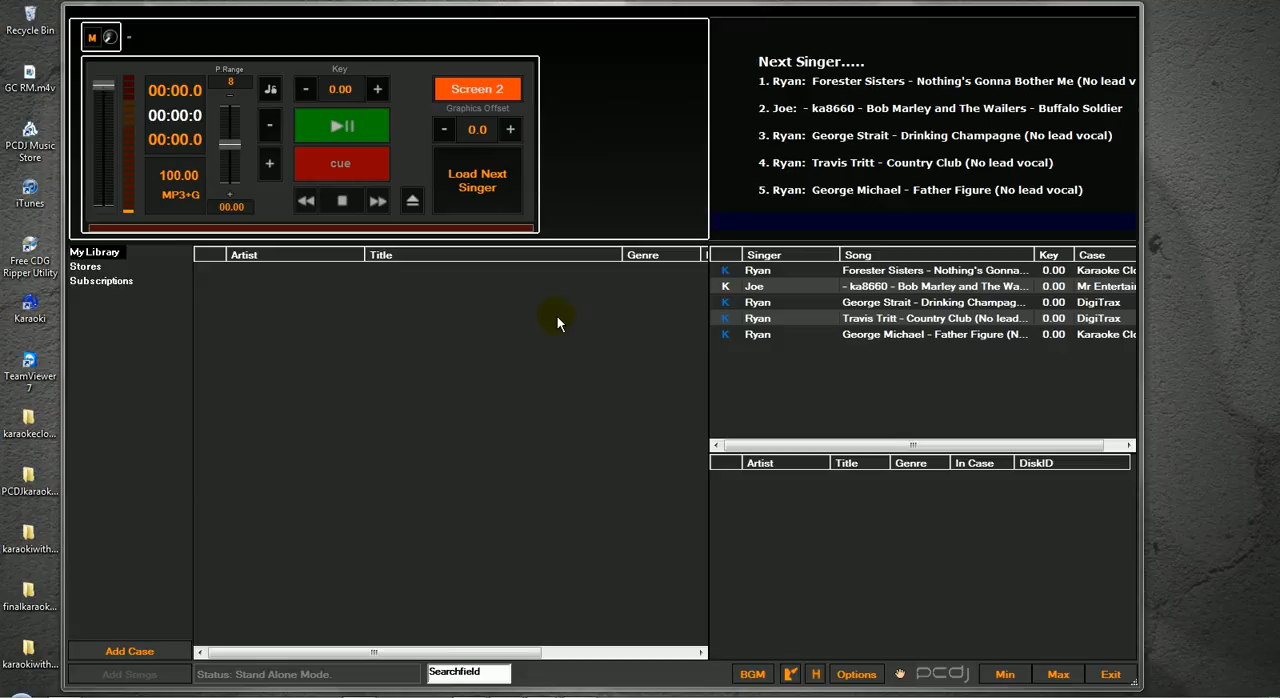 Recycle Bin
GC RM.m4v
PCDJ Music
Store
iTunes
Free CDG
Ripper Utility
Karaoki
TeamViewer
7
karaokeclo...
PCDJkaraok...
karaokiwith...
finalkaraok...
karaokiwith...
M
-
P Range
8
Key
- 0.00 +
00:00.0
00:00:0
00:00.0
100.00
MP3+G
-
+
00.00
cue
Screen 2
Graphics Offset
- 0.0 +
Load Next
Singer
Next Singer.....
1. Ryan: Forester Sisters - Nothing's Gonna Bother Me (No lead v
2. Joe: - ka8660 - Bob Marley and The Wailers - Buffalo Soldier
3. Ryan: George Strait - Drinking Champagne (No lead vocal)
4. Ryan: Travis Tritt - Country Club (No lead vocal)
5. Ryan: George Michael - Father Figure (No lead vocal)
My Library
Stores
Subscriptions
Artist Title Genre
Singer Song Key Case
K Ryan Forester Sisters - Nothing's Gonna... 0.00 Karaoke Clo
K Joe - ka8660 - Bob Marley and The Wa... 0.00 Mr Entertain
K Ryan George Strait - Drinking Champag... 0.00 DigiTrax
K Ryan Travis Tritt - Country Club (No lead... 0.00 DigiTrax
K Ryan George Michael - Father Figure (N... 0.00 Karaoke Clo
Artist Title Genre In Case DiskID
Add Case
Add Songs
Status: Stand Alone Mode.
Searchfield
BGM
H
Options
pcdj
Min
Max
Exit